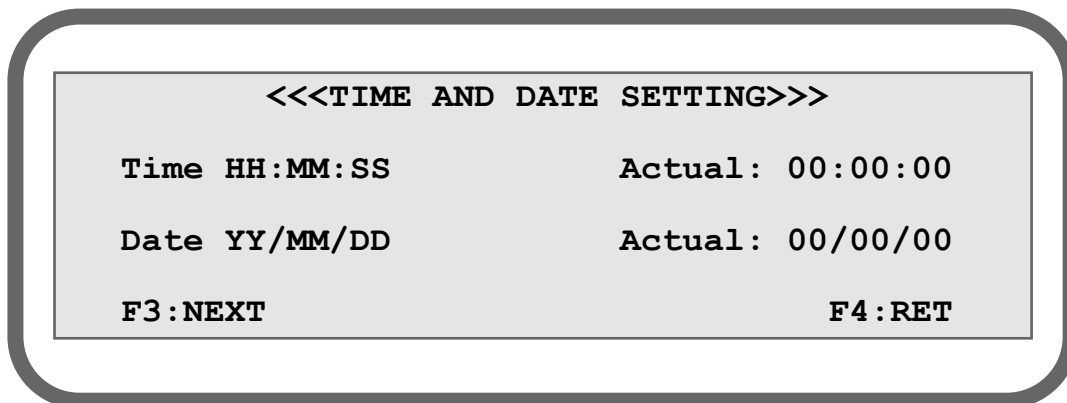 <<<TIME AND DATE SETTING>>>
Time HH:MM:SS Actual: 00:00:00
Date YY/MM/DD Actual: 00/00/00
F3:NEXT F4:RET